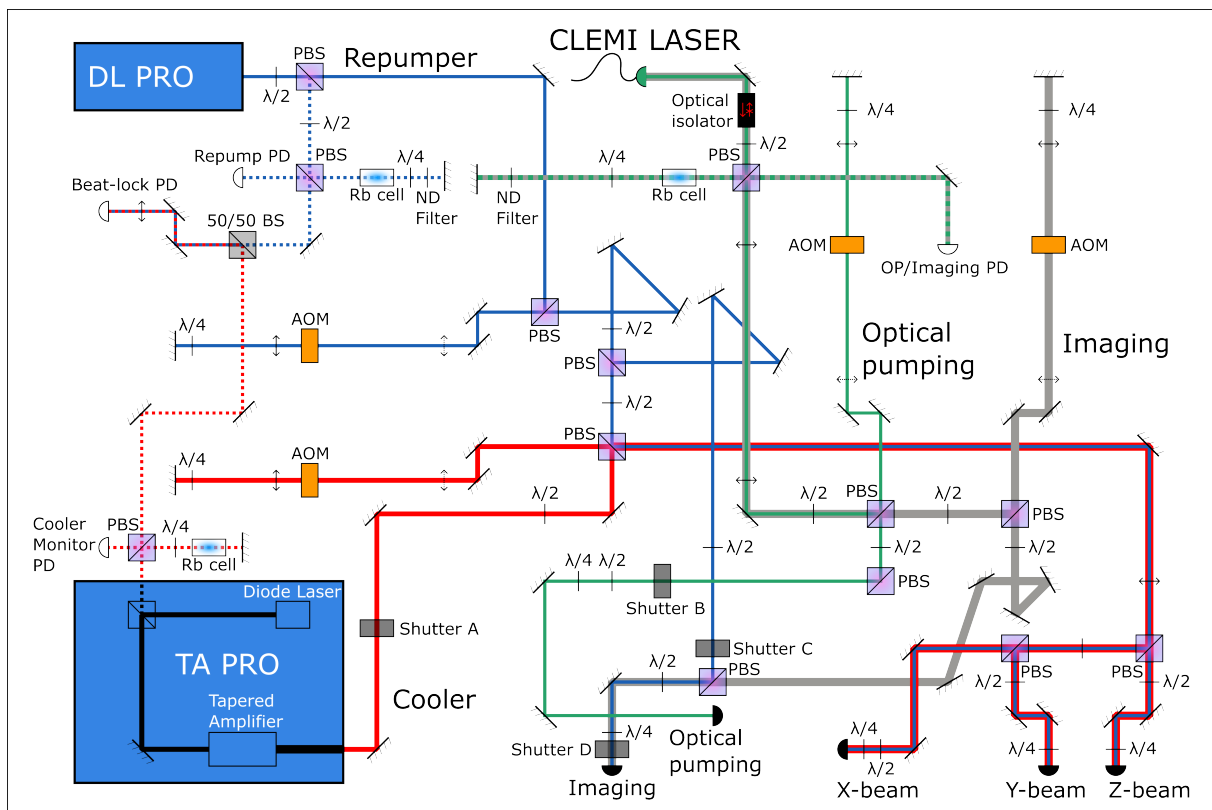 PBS
Repumper
CLEMI LASER
DL PRO
λ/2
Optical
isolator
λ/4
λ/4
λ/2
λ/2
Repump PD
PBS
λ/4
λ/4
PBS
Beat-lock PD
Rb cell
ND
Filter
ND
Filter
Rb cell
50/50 BS
AOM
AOM
OP/Imaging PD
λ/4
AOM
PBS
λ/2
Optical
pumping
Imaging
PBS
λ/2
PBS
λ/4
AOM
λ/2
λ/2
PBS
λ/2
PBS
Cooler
Monitor
PD
PBS
λ/4
Rb cell
λ/2
λ/2
λ/2
λ/4
λ/2
PBS
Shutter B
Diode Laser
Shutter A
TA PRO
Shutter C
λ/2
PBS
PBS
PBS
λ/2
λ/2
Cooler
Tapered
Amplifier
λ/4
Shutter D
Optical
pumping
λ/4
λ/2
λ/4
λ/4
Imaging
X-beam
Y-beam
Z-beam